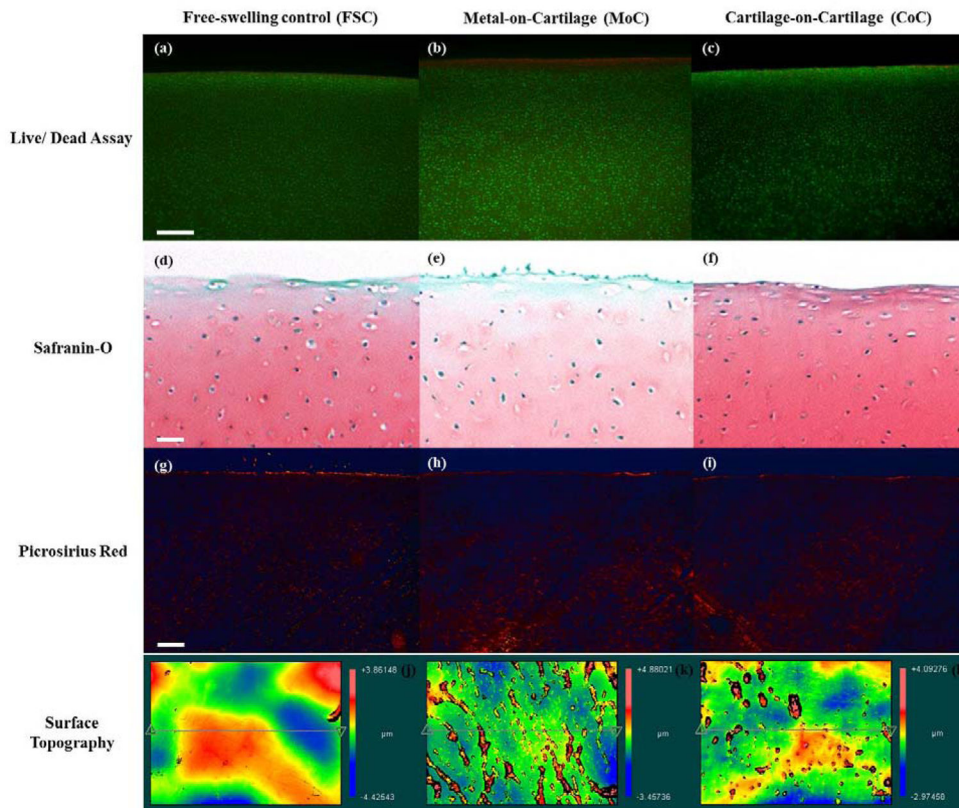 Free-swelling control (FSC) Metal-on-Cartilage (MoC) Cartilage-on-Cartilage (CoC)
Live/ Dead Assay
(a) (b) (c)
Safranin-O
(d) (e) (f)
Picrosirius Red
(g) (h) (i)
Surface
Topography
+3.86148 (j) +4.88021 (k) +4.09276
µm µm µm
-4.42643 -3.45736 -2.97458